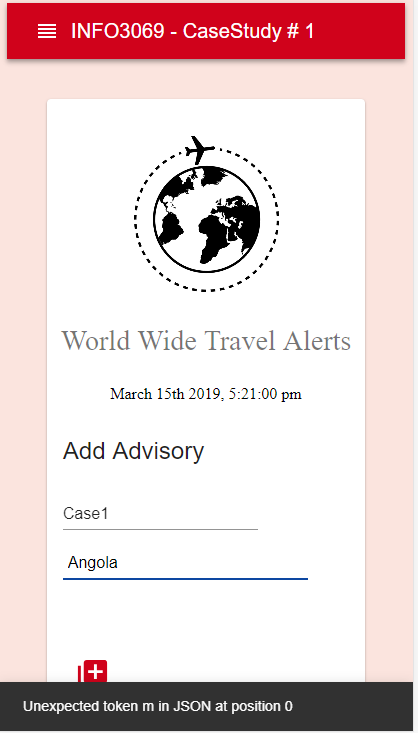 INFO3069 - CaseStudy # 1
World Wide Travel Alerts
March 15th 2019, 5:21:00 pm
Add Advisory
Case1
Angola
Unexpected token m in JSON at position 0